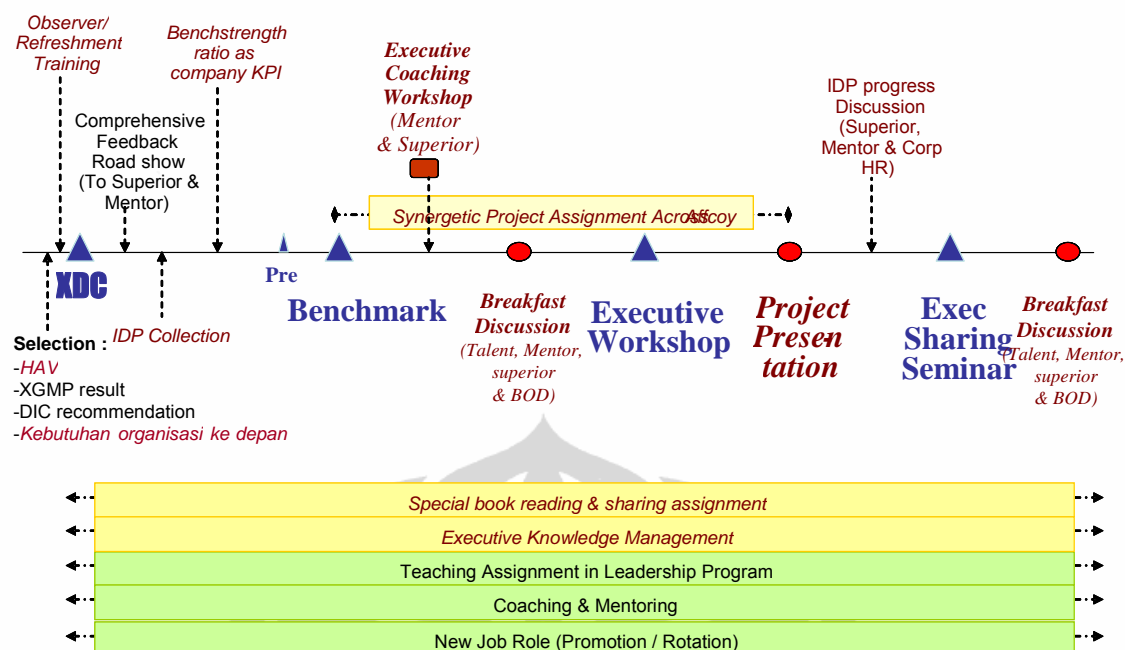 Observer/
Refreshment
Training
Benchstrength
ratio as
company KPI
Comprehensive
Feedback
Road show
(To Superior &
Mentor)
Executive
Coaching
Workshop
(Mentor
& Superior)
IDP progress
Discussion
(Superior,
Mentor & Corp
HR)
Synergetic Project Assignment Across Affcoy
XDC
Pre
Benchmark
IDP Collection
Selection :
-HAV
-XGMP result
-DIC recommendation
-Kebutuhan organisasi ke depan
Breakfast
Discussion
(Talent, Mentor,
superior
& BOD)
Executive
Workshop
Project
Presen-
tation
Exec
Sharing
Seminar
Breakfast
Discussion
(Talent, Mentor,
superior
& BOD)
Special book reading & sharing assignment
Executive Knowledge Management
Teaching Assignment in Leadership Program
Coaching & Mentoring
New Job Role (Promotion / Rotation)